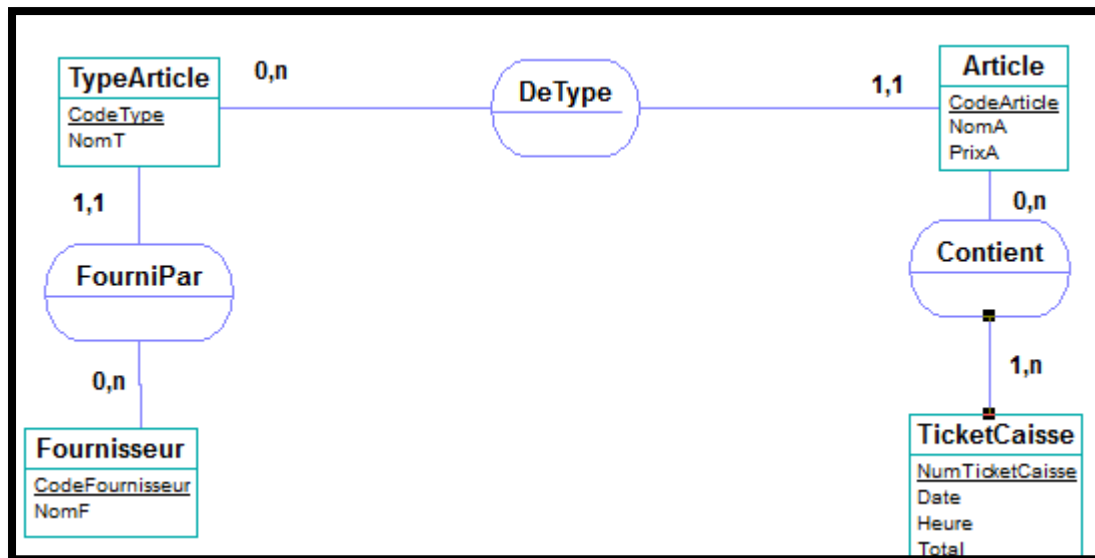 TypeArticle
CodeType
NomT
0,n
DeType
1,1
Article
CodeArticle
NomA
PrixA
1,1
FourniPar
0,n
Fournisseur
CodeFournisseur
NomF
0,n
Contient
1,n
TicketCaisse
NumTicketCaisse
Date
Heure
Total